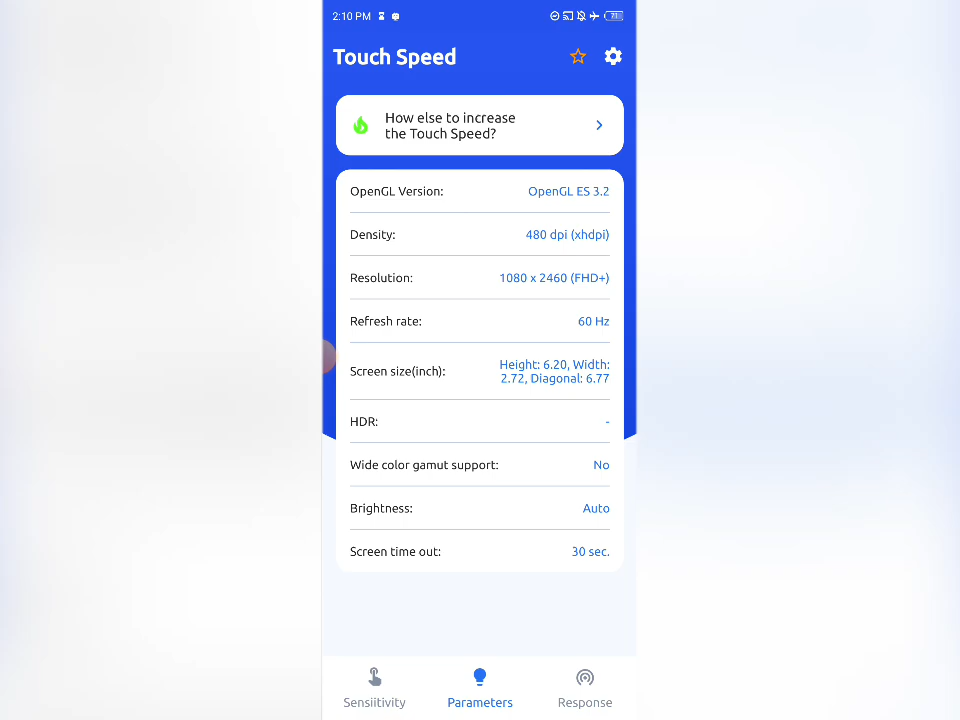 2:10 PM
71
Touch Speed
How else to increase
the Touch Speed?
OpenGL Version:
OpenGL ES 3.2
Density:
480 dpi (xhdpi)
Resolution:
1080 x 2460 (FHD+)
Refresh rate:
60 Hz
Screen size(inch):
Height: 6.20, Width:
2.72, Diagonal: 6.77
HDR:
-
Wide color gamut support:
No
Brightness:
Auto
Screen time out:
30 sec.
Sensiitivity
Parameters
Response